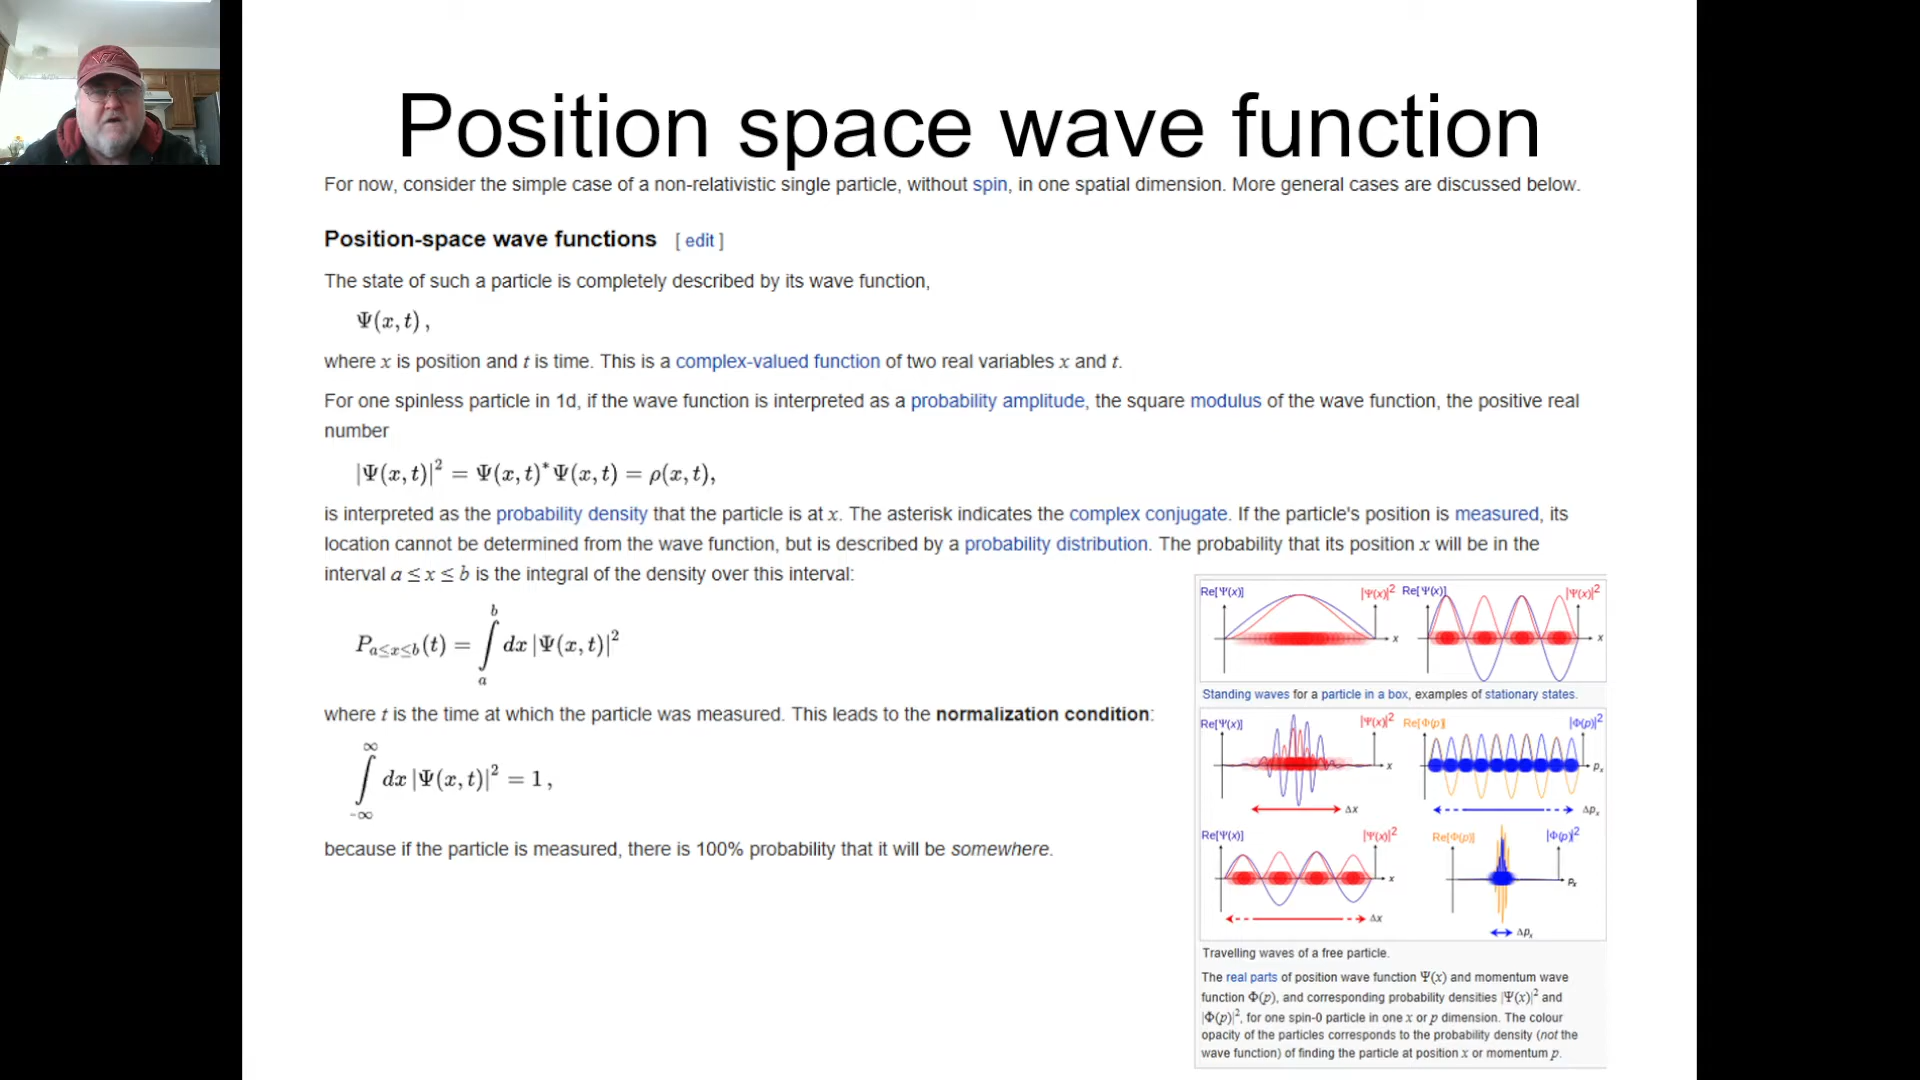 Position space wave function
For now, consider the simple case of a non-relativistic single particle, without spin, in one spatial dimension. More general cases are discussed below.
Position-space wave functions [ edit ]
The state of such a particle is completely described by its wave function,
Ψ(x, t) ,
where x is position and t is time. This is a complex-valued function of two real variables x and t.
For one spinless particle in 1d, if the wave function is interpreted as a probability amplitude, the square modulus of the wave function, the positive real
number
|Ψ(x, t)|² = Ψ(x, t)*Ψ(x, t) = ρ(x, t),
is interpreted as the probability density that the particle is at x. The asterisk indicates the complex conjugate. If the particle's position is measured, its
location cannot be determined from the wave function, but is described by a probability distribution. The probability that its position x will be in the
interval a ≤ x ≤ b is the integral of the density over this interval:
P_{a≤x≤b}(t) = ∫_a^b dx |Ψ(x, t)|²
where t is the time at which the particle was measured. This leads to the normalization condition:
∫_{-∞}^∞ dx |Ψ(x, t)|² = 1 ,
because if the particle is measured, there is 100% probability that it will be somewhere.
Re[Ψ(x)] |Ψ(x)|² Re[Ψ(x)] |Ψ(x)|²
x x
Standing waves for a particle in a box, examples of stationary states.
Re[Ψ(x)] |Ψ(x)|² Re[Φ(p)] |Φ(p)|²
x pₓ
Δx Δpₓ
Re[Ψ(x)] |Ψ(x)|² Re[Φ(p)] |Φ(p)|²
x pₓ
Δx Δpₓ
Travelling waves of a free particle.
The real parts of position wave function Ψ(x) and momentum wave
function Φ(p), and corresponding probability densities |Ψ(x)|² and
|Φ(p)|², for one spin-0 particle in one x or p dimension. The colour
opacity of the particles corresponds to the probability density (not the
wave function) of finding the particle at position x or momentum p.